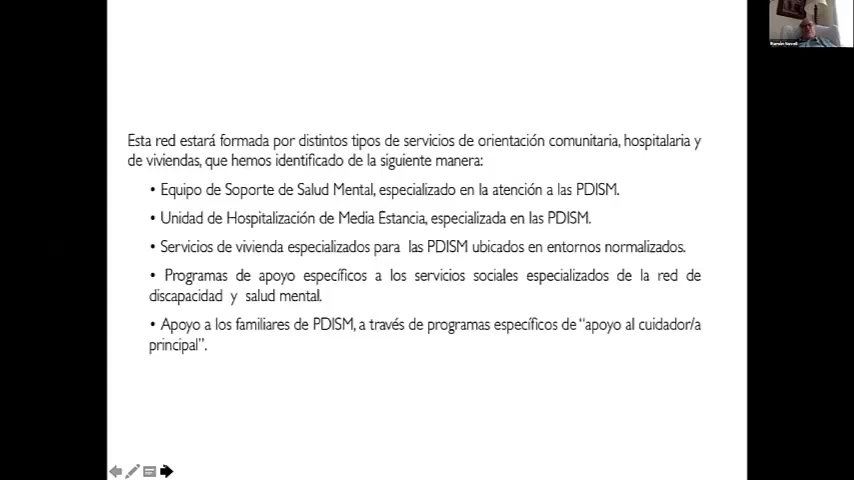 Esta red estará formada por distintos tipos de servicios de orientación comunitaria, hospitalaria y
de viviendas, que hemos identificado de la siguiente manera:
• Equipo de Soporte de Salud Mental, especializado en la atención a las PDISM.
• Unidad de Hospitalización de Media Estancia, especializada en las PDISM.
• Servicios de vivienda especializados para las PDISM ubicados en entornos normalizados.
• Programas de apoyo específicos a los servicios sociales especializados de la red de
discapacidad y salud mental.
• Apoyo a los familiares de PDISM, a través de programas específicos de “apoyo al cuidador/a
principal”.